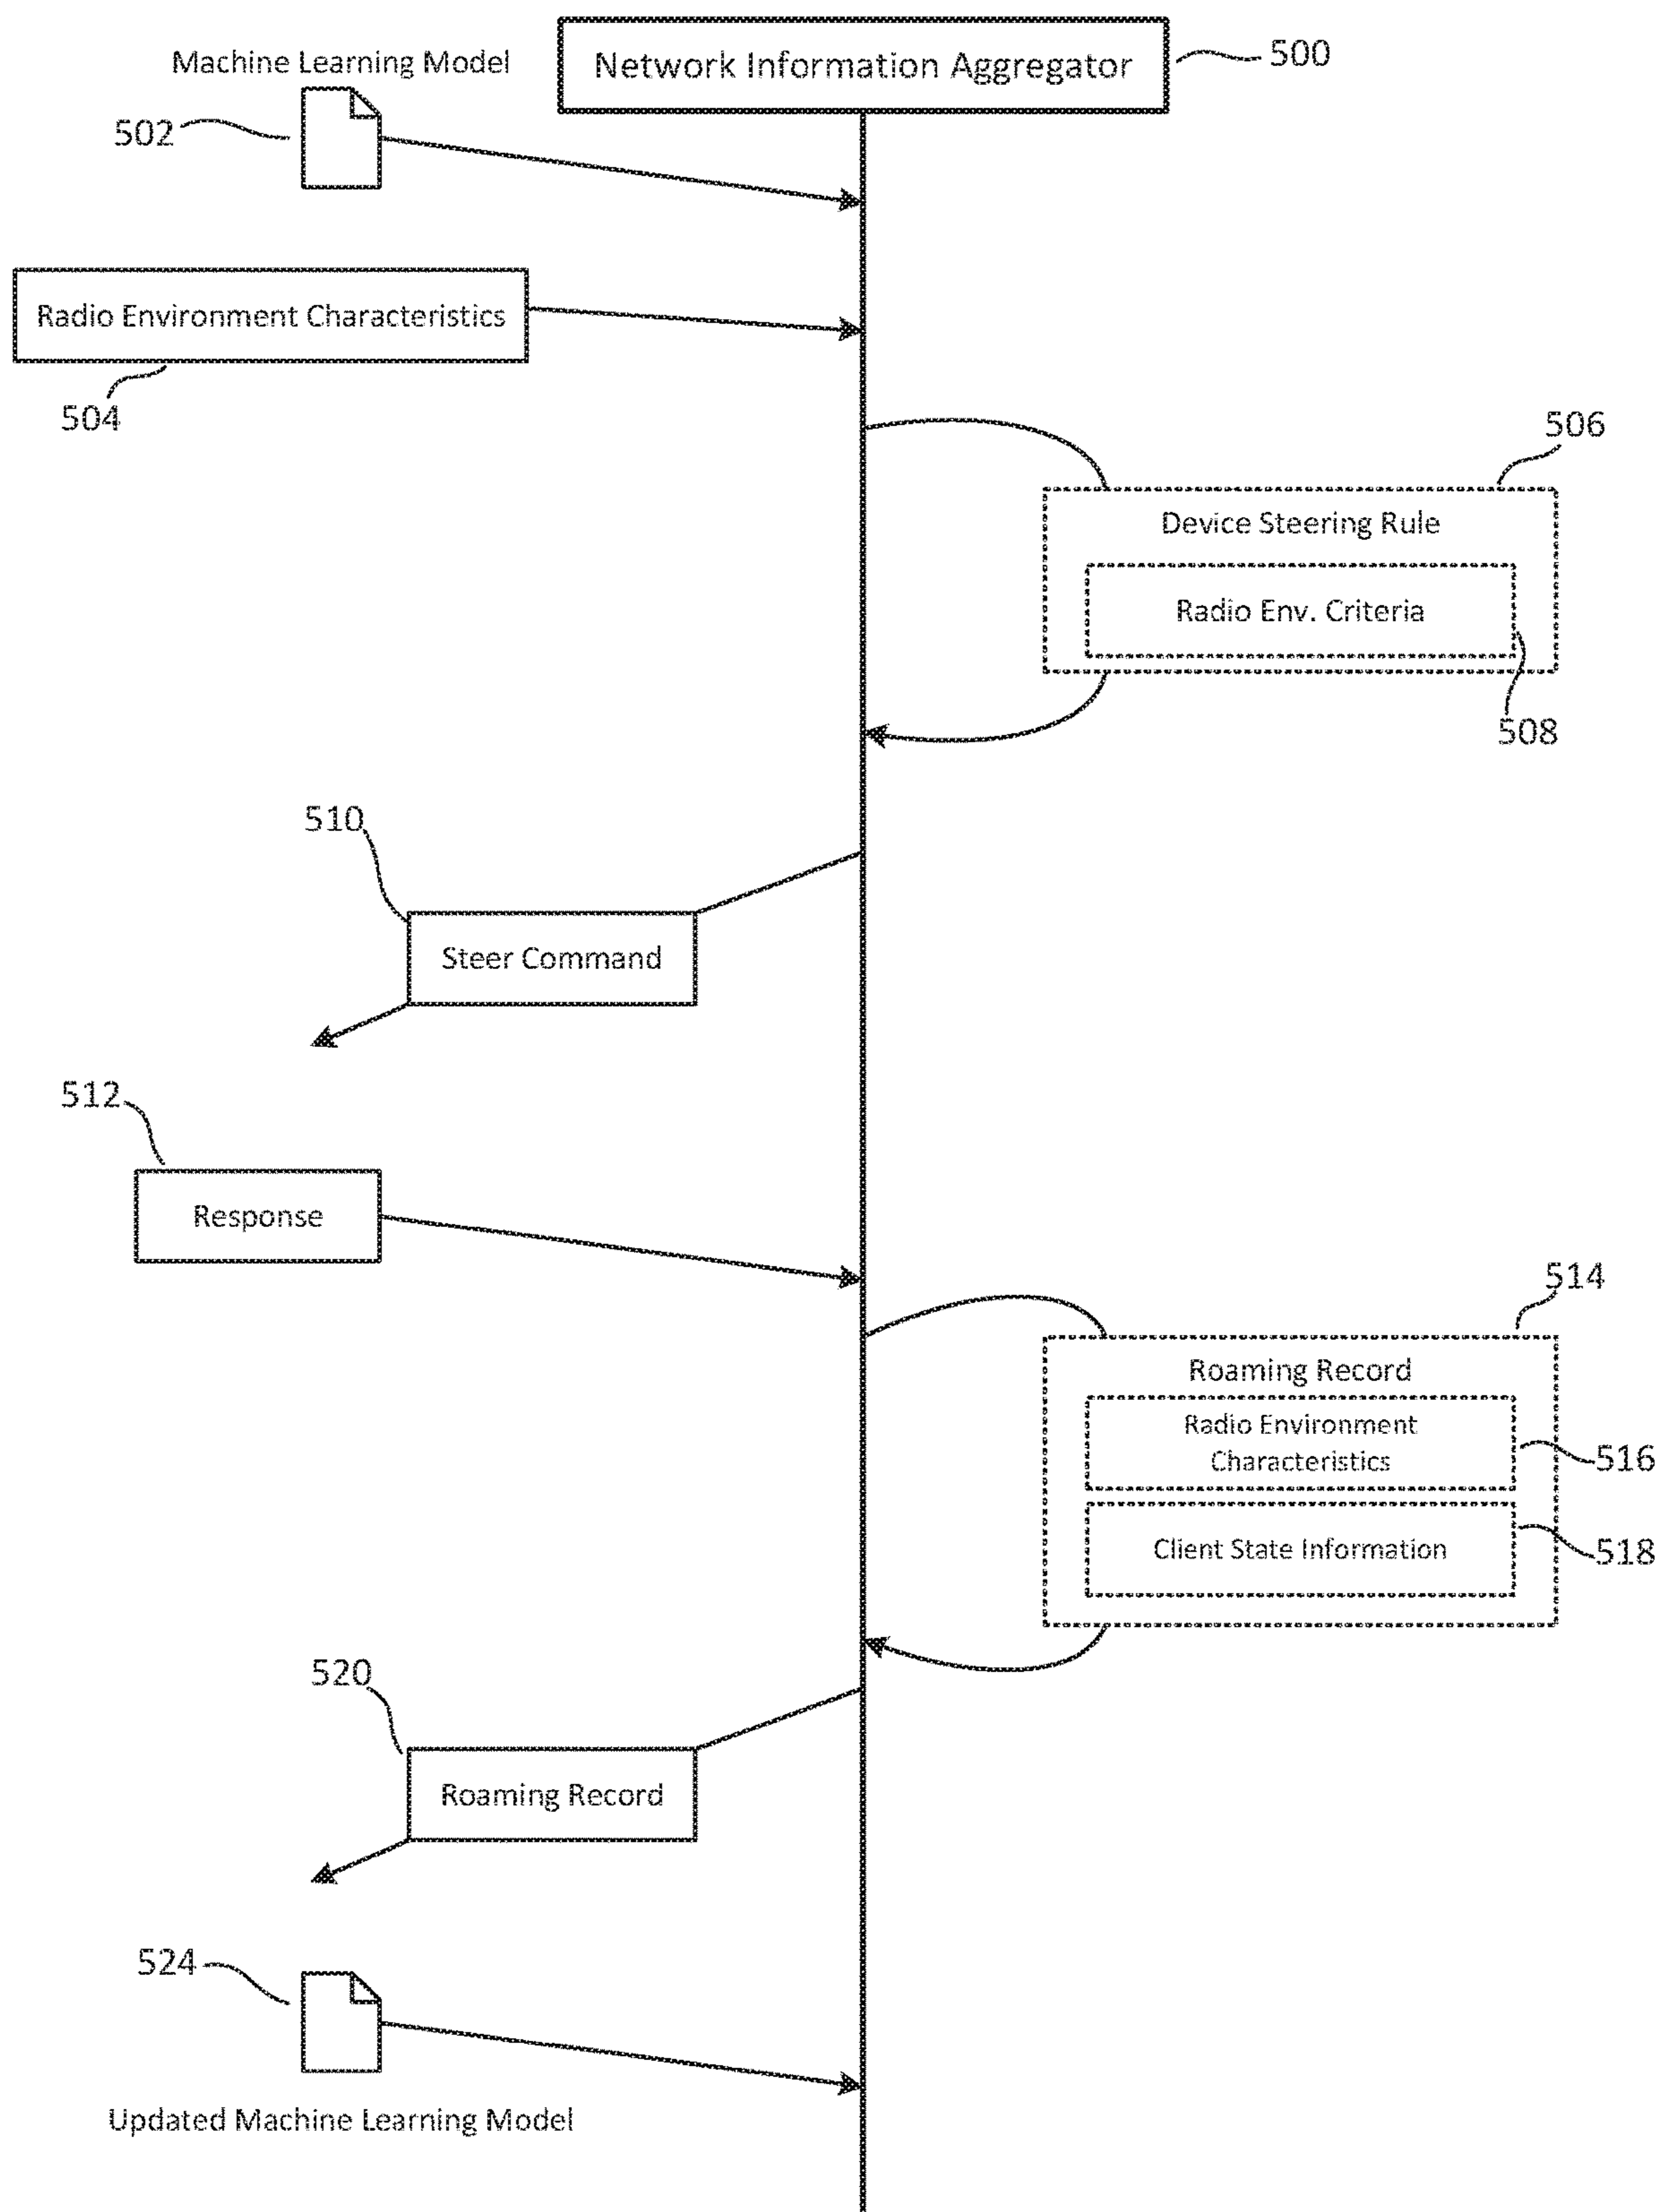 Machine Learning Model
Network Information Aggregator
500
502
Radio Environment Characteristics
504
506
Device Steering Rule
Radio Env. Criteria
508
510
Steer Command
512
Response
514
Roaming Record
Radio Environment
Characteristics
516
Client State Information
518
520
Roaming Record
524
Updated Machine Learning Model